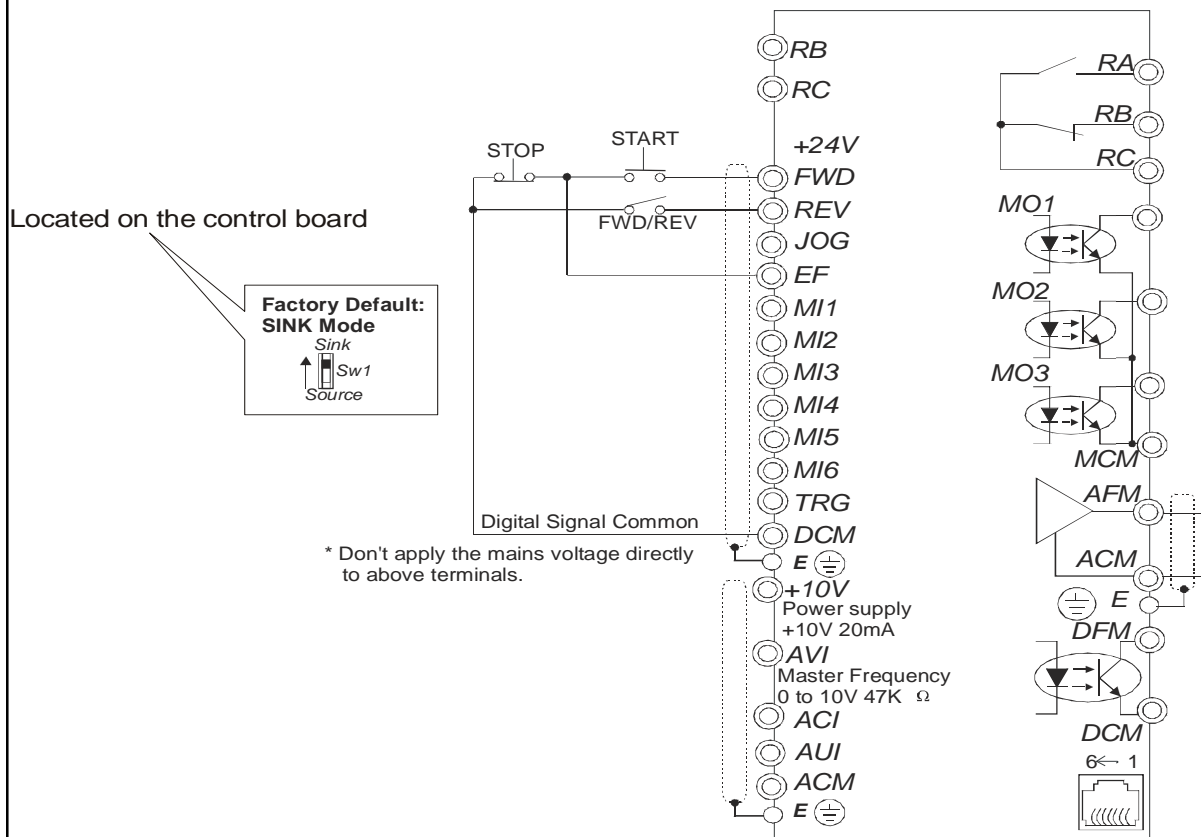 RB
RC
+24V
STOP
START
FWD
REV
FWD/REV
JOG
EF
MI1
MI2
MI3
MI4
MI5
MI6
TRG
Digital Signal Common
DCM
* Don't apply the mains voltage directly
to above terminals.
E
Located on the control board
Factory Default:
SINK Mode
Sink
Sw1
Source
+10V
Power supply
+10V 20mA
AVI
Master Frequency
0 to 10V 47K Ω
ACI
AUI
ACM
E
RA
RB
RC
MO1
MO2
MO3
MCM
AFM
ACM
E
DFM
DCM
6← 1